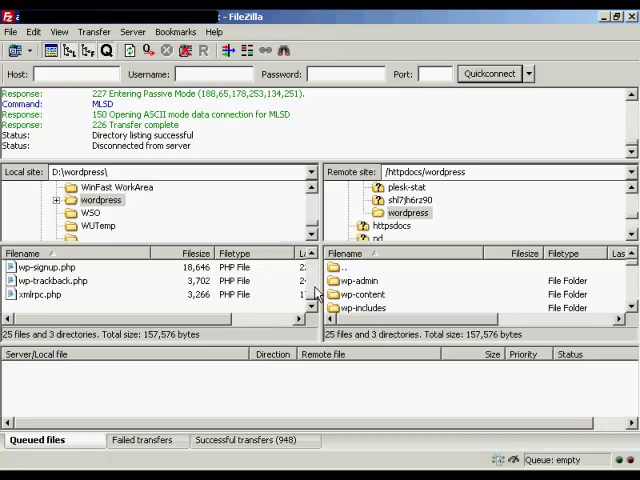 - FileZilla
File Edit View Transfer Server Bookmarks Help
Host: Username: Password: Port: Quickconnect
Response: 227 Entering Passive Mode (188,65,178,253,134,251).
Command: MLSD
Response: 150 Opening ASCII mode data connection for MLSD
Response: 226 Transfer complete
Status: Directory listing successful
Status: Disconnected from server
Local site: D:\wordpress\
WinFast WorkArea
wordpress
WSO
WUTemp
Remote site: /httpdocs/wordpress
plesk-stat
shl7jh6rz90
wordpress
httpsdocs
Filename Filesize Filetype
wp-signup.php 18,646 PHP File
wp-trackback.php 3,702 PHP File
xmlrpc.php 3,266 PHP File
25 files and 3 directories. Total size: 157,576 bytes
Filename Filesize Filetype Las
..
wp-admin File Folder
wp-content File Folder
wp-includes File Folder
25 files and 3 directories. Total size: 157,576 bytes
Server/Local file Direction Remote file Size Priority Status
Queued files Failed transfers Successful transfers (948)
Queue: empty